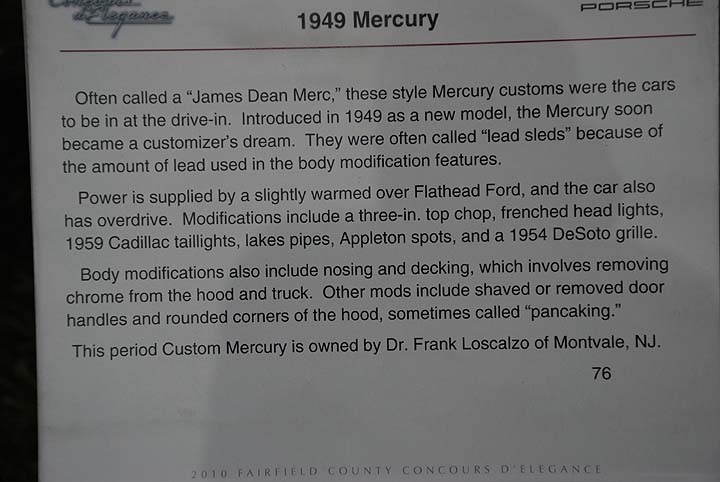 Concours
d'Elegance
PORSCHE
1949 Mercury
Often called a “James Dean Merc,” these style Mercury customs were the cars
to be in at the drive-in. Introduced in 1949 as a new model, the Mercury soon
became a customizer’s dream. They were often called “lead sleds” because of
the amount of lead used in the body modification features.
Power is supplied by a slightly warmed over Flathead Ford, and the car also
has overdrive. Modifications include a three-in. top chop, frenched head lights,
1959 Cadillac taillights, lakes pipes, Appleton spots, and a 1954 DeSoto grille.
Body modifications also include nosing and decking, which involves removing
chrome from the hood and truck. Other mods include shaved or removed door
handles and rounded corners of the hood, sometimes called “pancaking.”
This period Custom Mercury is owned by Dr. Frank Loscalzo of Montvale, NJ.
76
2010 FAIRFIELD COUNTY CONCOURS D'ELEGANCE